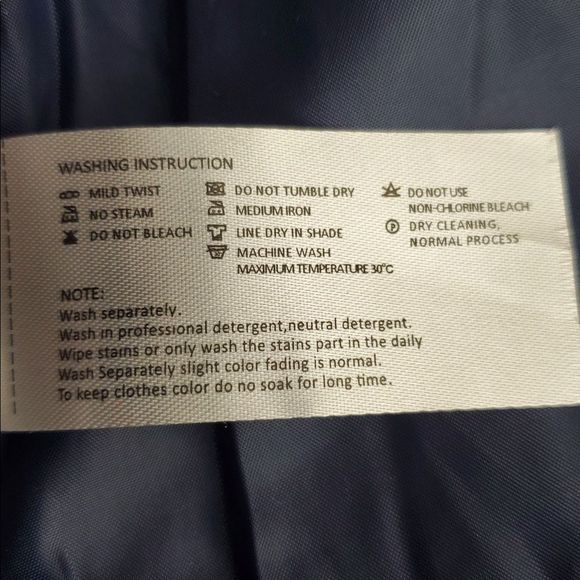 WASHING INSTRUCTION
MILD TWIST
NO STEAM
DO NOT BLEACH
DO NOT TUMBLE DRY
MEDIUM IRON
LINE DRY IN SHADE
MACHINE WASH
MAXIMUM TEMPERATURE 30°C
DO NOT USE
NON-CHLORINE BLEACH
DRY CLEANING,
NORMAL PROCESS
NOTE:
Wash separately.
Wash in professional detergent,neutral detergent.
Wipe stains or only wash the stains part in the daily
Wash Separately slight color fading is normal.
To keep clothes color do no soak for long time.